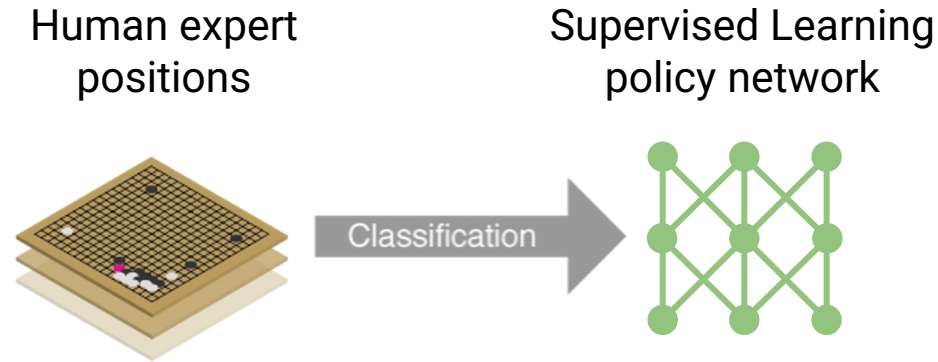 Human expert
positions
Supervised Learning
policy network
Classification